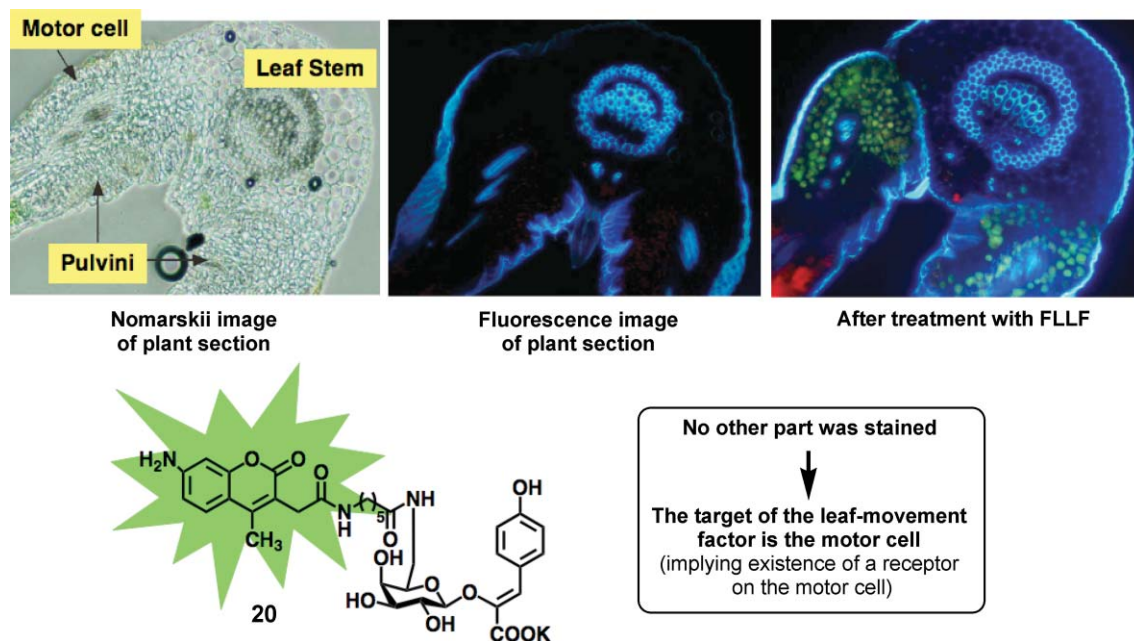 Motor cell
Leaf Stem
Pulvini
Nomarskii image
of plant section
Fluorescence image
of plant section
After treatment with FLLF
H₂N
O
O
O
N
H
( )₅
O
NH
CH₃
OH
OH
O
HO
OH
O
COOK
20
No other part was stained
The target of the leaf-movement
factor is the motor cell
(implying existence of a receptor
on the motor cell)